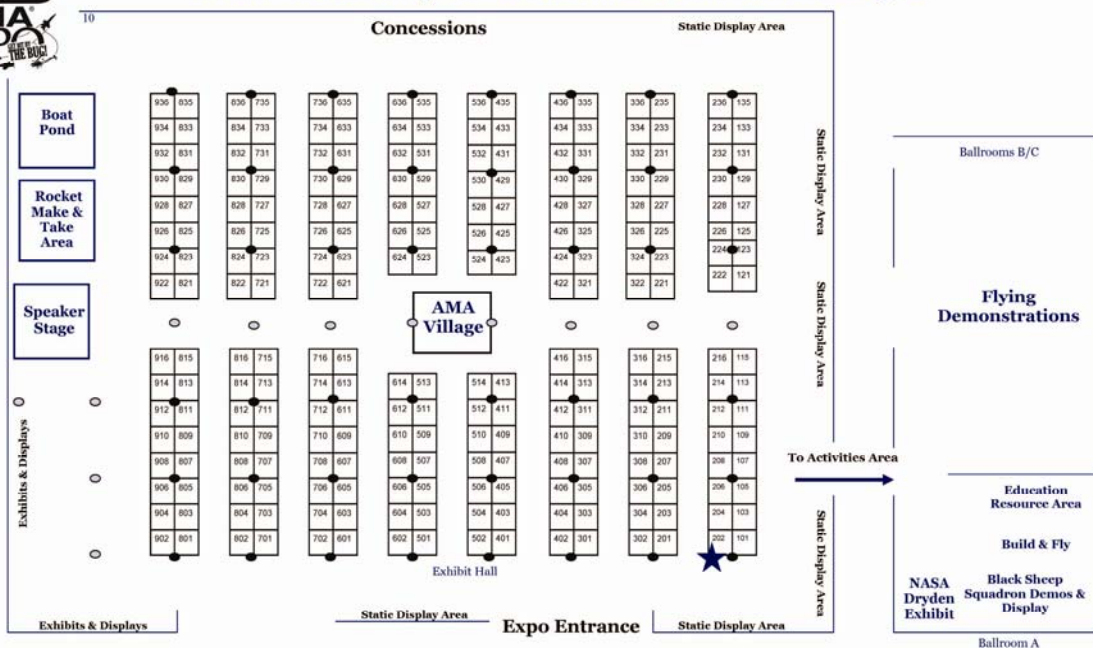 GET BIT BY
THE BUG!
10
Concessions
Static Display Area
Boat
Pond
Rocket
Make &
Take
Area
Speaker
Stage
936 835 836 735 736 635 636 535 536 435 436 335 336 235 236 135
934 833 834 733 734 633 634 533 534 433 434 333 334 233 234 133
932 831 832 731 732 631 632 531 532 431 432 331 332 231 232 131
930 829 830 729 730 629 630 529 530 429 430 329 330 229 230 129
928 827 828 727 728 627 628 527 528 427 428 327 328 227 228 127
926 825 826 725 726 625 626 525 526 425 426 325 326 225 226 125
924 823 824 723 724 623 624 523 524 423 424 323 324 223 224 123
922 821 822 721 722 621 422 321 322 221 222 121
AMA
Village
916 815 816 715 716 615 416 315 316 215 216 115
914 813 814 713 714 613 614 513 514 413 414 313 314 213 214 113
912 811 812 711 712 611 612 511 512 411 412 311 312 211 212 111
910 809 810 709 710 609 610 509 510 409 410 309 310 209 210 109
908 807 808 707 708 607 608 507 508 407 408 307 308 207 208 107
906 805 806 705 706 605 606 505 506 405 406 305 306 205 206 105
904 803 804 703 704 603 604 503 504 403 404 303 304 203 204 103
902 801 802 701 702 601 602 501 502 401 402 301 302 201 202 101
Exhibit Hall
Exhibits & Displays
Exhibits & Displays
Static Display Area
Expo Entrance
Static Display Area
Static Display Area
Static Display Area
Static Display Area
To Activities Area
Ballrooms B/C
Flying
Demonstrations
Education
Resource Area
Build & Fly
NASA
Dryden
Exhibit
Black Sheep
Squadron Demos &
Display
Ballroom A